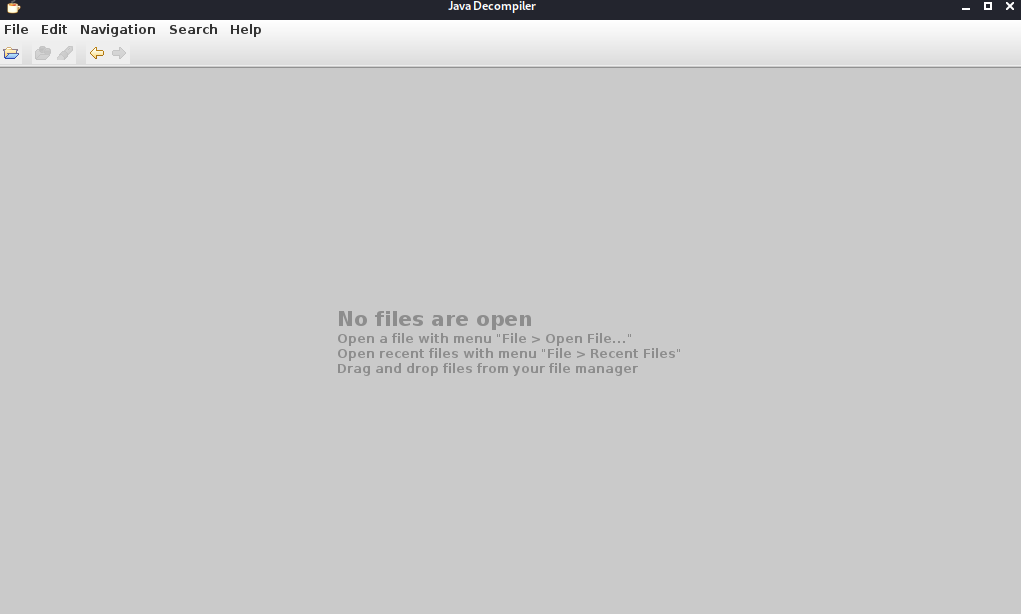 Java Decompiler
File Edit Navigation Search Help
No files are open
Open a file with menu "File > Open File..."
Open recent files with menu "File > Recent Files"
Drag and drop files from your file manager